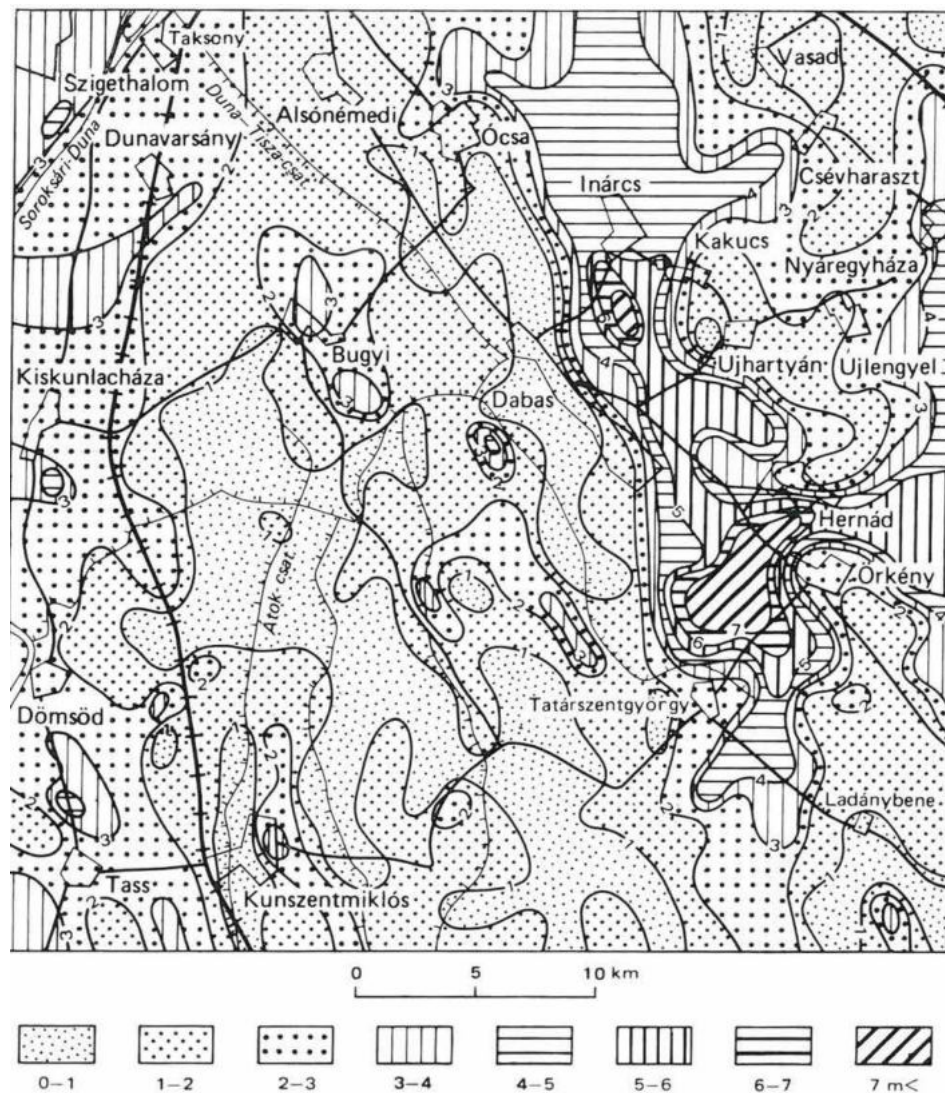 Taksony
Szigethalom
Vasad
Duna-Tisza-csat.
Alsónémedi
Dunavarsány
Ócsa
Soroksári-Duna
Csévharaszt
Inárcs
Kakucs
Nyáregyháza
Bugyi
Kiskunlacháza
Ujhartyán
Ujlengyel
Dabas
Hernád
Örkény
Átok csat.
Tatárszentgyörgy
Dömsöd
Ladánybene
Tass
Kunszentmiklós
0 5 10 km
0–1 1–2 2–3 3–4 4–5 5–6 6–7 7 m<